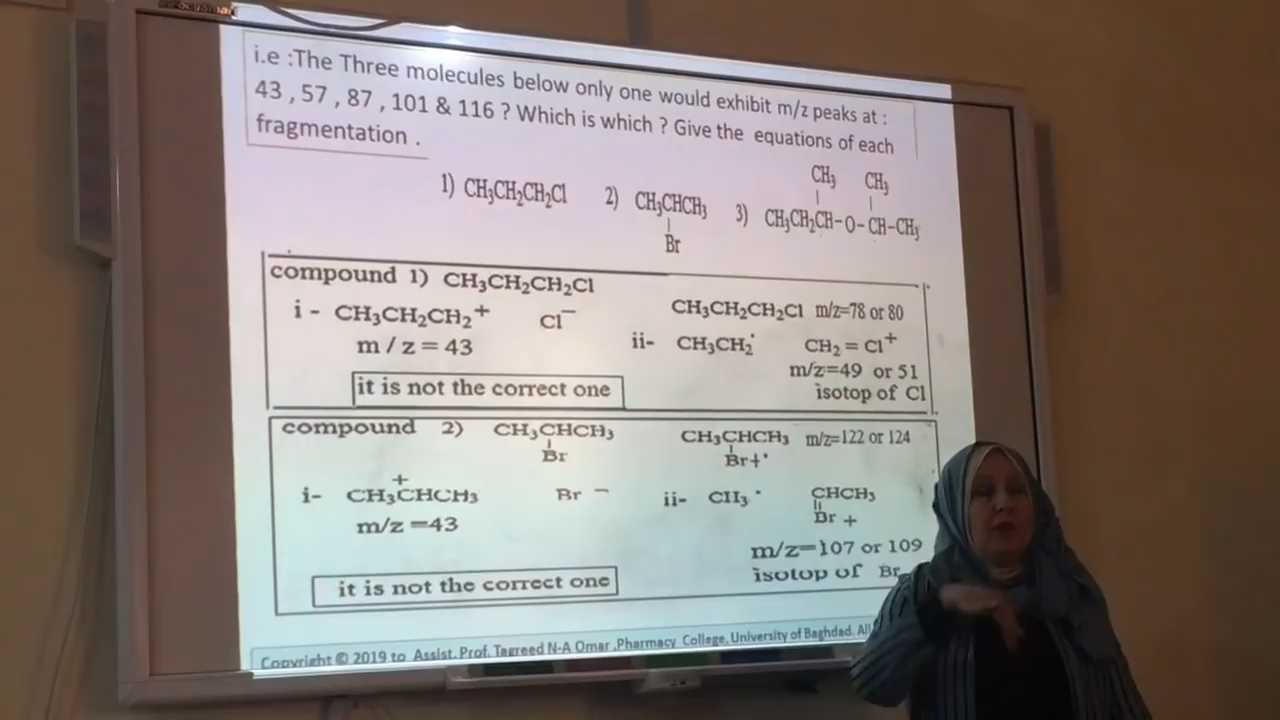 i.e :The Three molecules below only one would exhibit m/z peaks at :
43 , 57 , 87 , 101 & 116 ? Which is which ? Give the equations of each
fragmentation .
CH₃ CH₃
1) CH₃CH₂CH₂Cl 2) CH₃CHCH₃ 3) CH₃CH₂CH-O-CH-CH₃
Br
compound 1) CH₃CH₂CH₂Cl
i - CH₃CH₂CH₂⁺ Cl⁻
m / z = 43
CH₃CH₂CH₂Cl m/z=78 or 80
ii- CH₃CH₂˙ CH₂ = Cl⁺
m/z=49 or 51
isotop of Cl
it is not the correct one
compound 2) CH₃CHCH₃
Br
CH₃CHCH₃ m/z=122 or 124
Br+˙
+
i- CH₃CHCH₃ Br ⁻
m/z =43
ii- CH₃ ˙ CHCH₃
Br +
m/z=107 or 109
isotop of Br
it is not the correct one
Copyright © 2019 to Assist. Prof. Tagreed N-A Omar ,Pharmacy College, University of Baghdad.